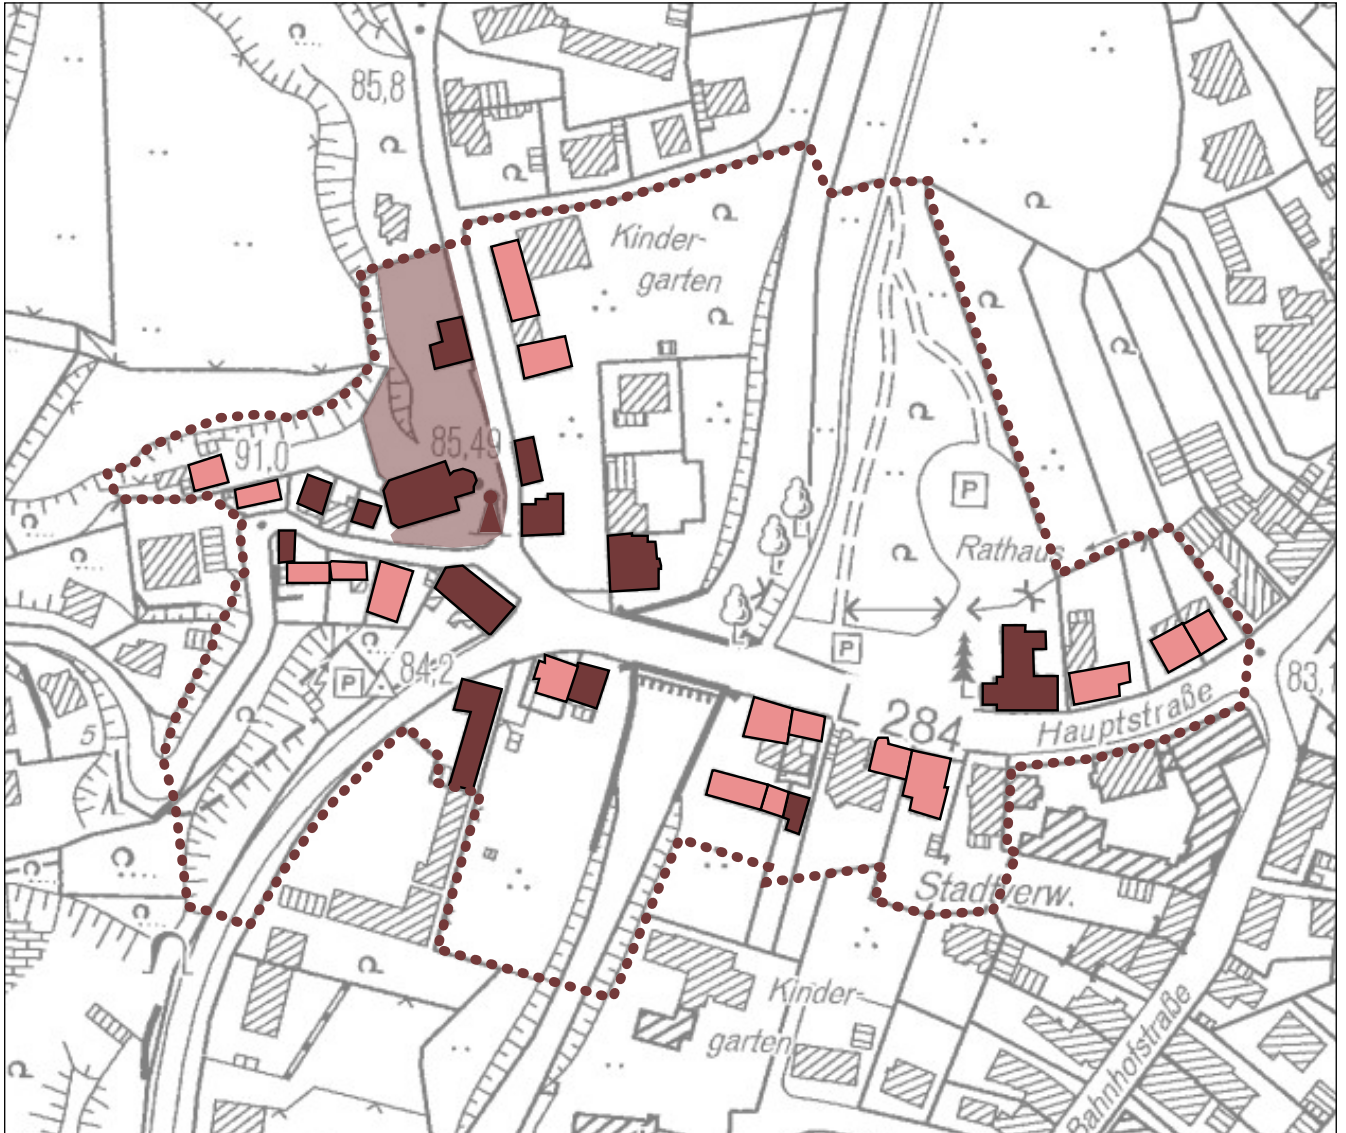 85,8
Kinder-
garten
91,0
85,49
P
Rathaus
P
84,2
P
284
Hauptstraße
83,
5
Stadtverw.
Kinder-
garten
Bahnhofstraße